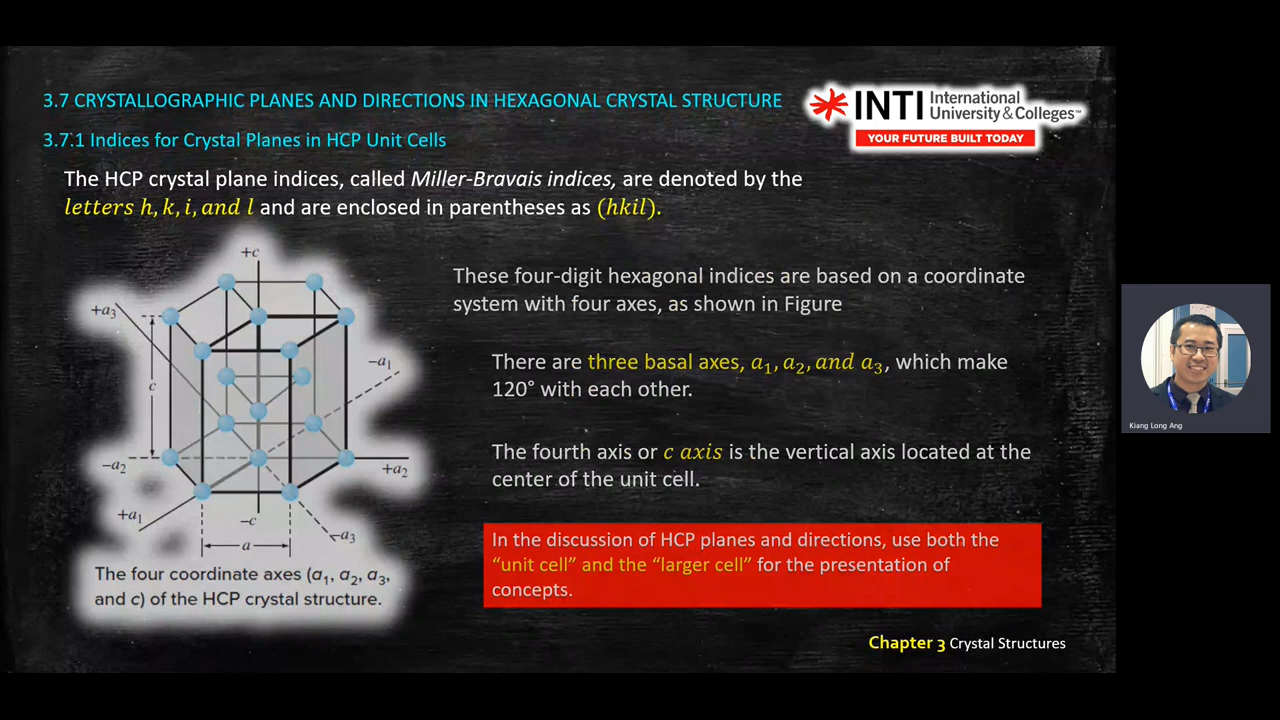 3.7 CRYSTALLOGRAPHIC PLANES AND DIRECTIONS IN HEXAGONAL CRYSTAL STRUCTURE
INTI International
University & Colleges™
YOUR FUTURE BUILT TODAY
3.7.1 Indices for Crystal Planes in HCP Unit Cells
The HCP crystal plane indices, called Miller-Bravais indices, are denoted by the
letters h, k, i, and l and are enclosed in parentheses as (hkil).
+c
+a₃
c
−a₁
−a₂
+a₂
+a₁
−c
−a₃
a
The four coordinate axes (a₁, a₂, a₃,
and c) of the HCP crystal structure.
These four-digit hexagonal indices are based on a coordinate
system with four axes, as shown in Figure
There are three basal axes, a₁, a₂, and a₃, which make
120° with each other.
The fourth axis or c axis is the vertical axis located at the
center of the unit cell.
In the discussion of HCP planes and directions, use both the
“unit cell” and the “larger cell” for the presentation of
concepts.
Chapter 3 Crystal Structures
Kiang Long Ang